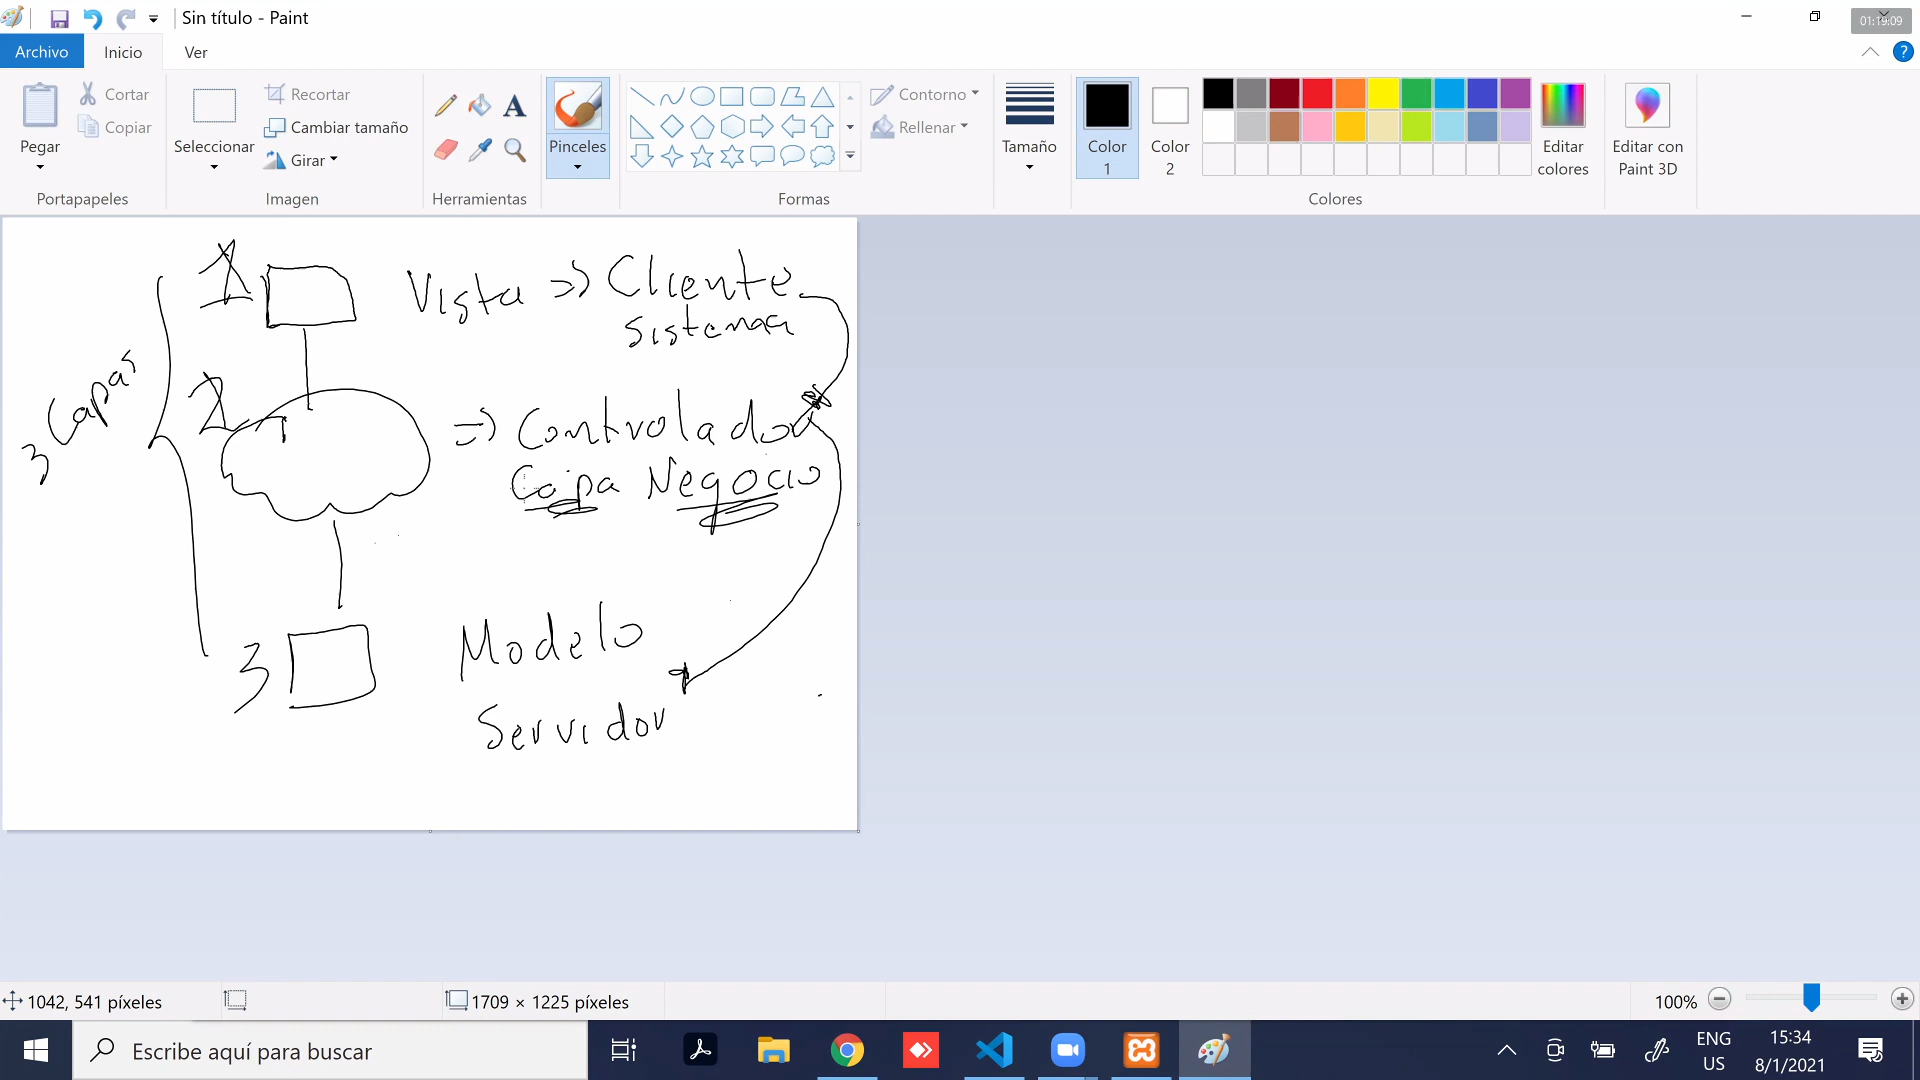 Sin título - Paint
01:19:09
Archivo
Inicio
Ver
Pegar
Cortar
Copiar
Portapapeles
Seleccionar
Recortar
Cambiar tamaño
Girar
Imagen
A
Herramientas
Pinceles
Formas
Contorno
Rellenar
Tamaño
Color
1
Color
2
Colores
Editar
colores
Editar con
Paint 3D
?
3 Capas
1
Vista => Cliente
Sistema
2
=> Controlador
Capa Negocio
3
Modelo
Servidor
1042, 541 píxeles
1709 × 1225 píxeles
100%
Escribe aquí para buscar
ENG
US
15:34
8/1/2021